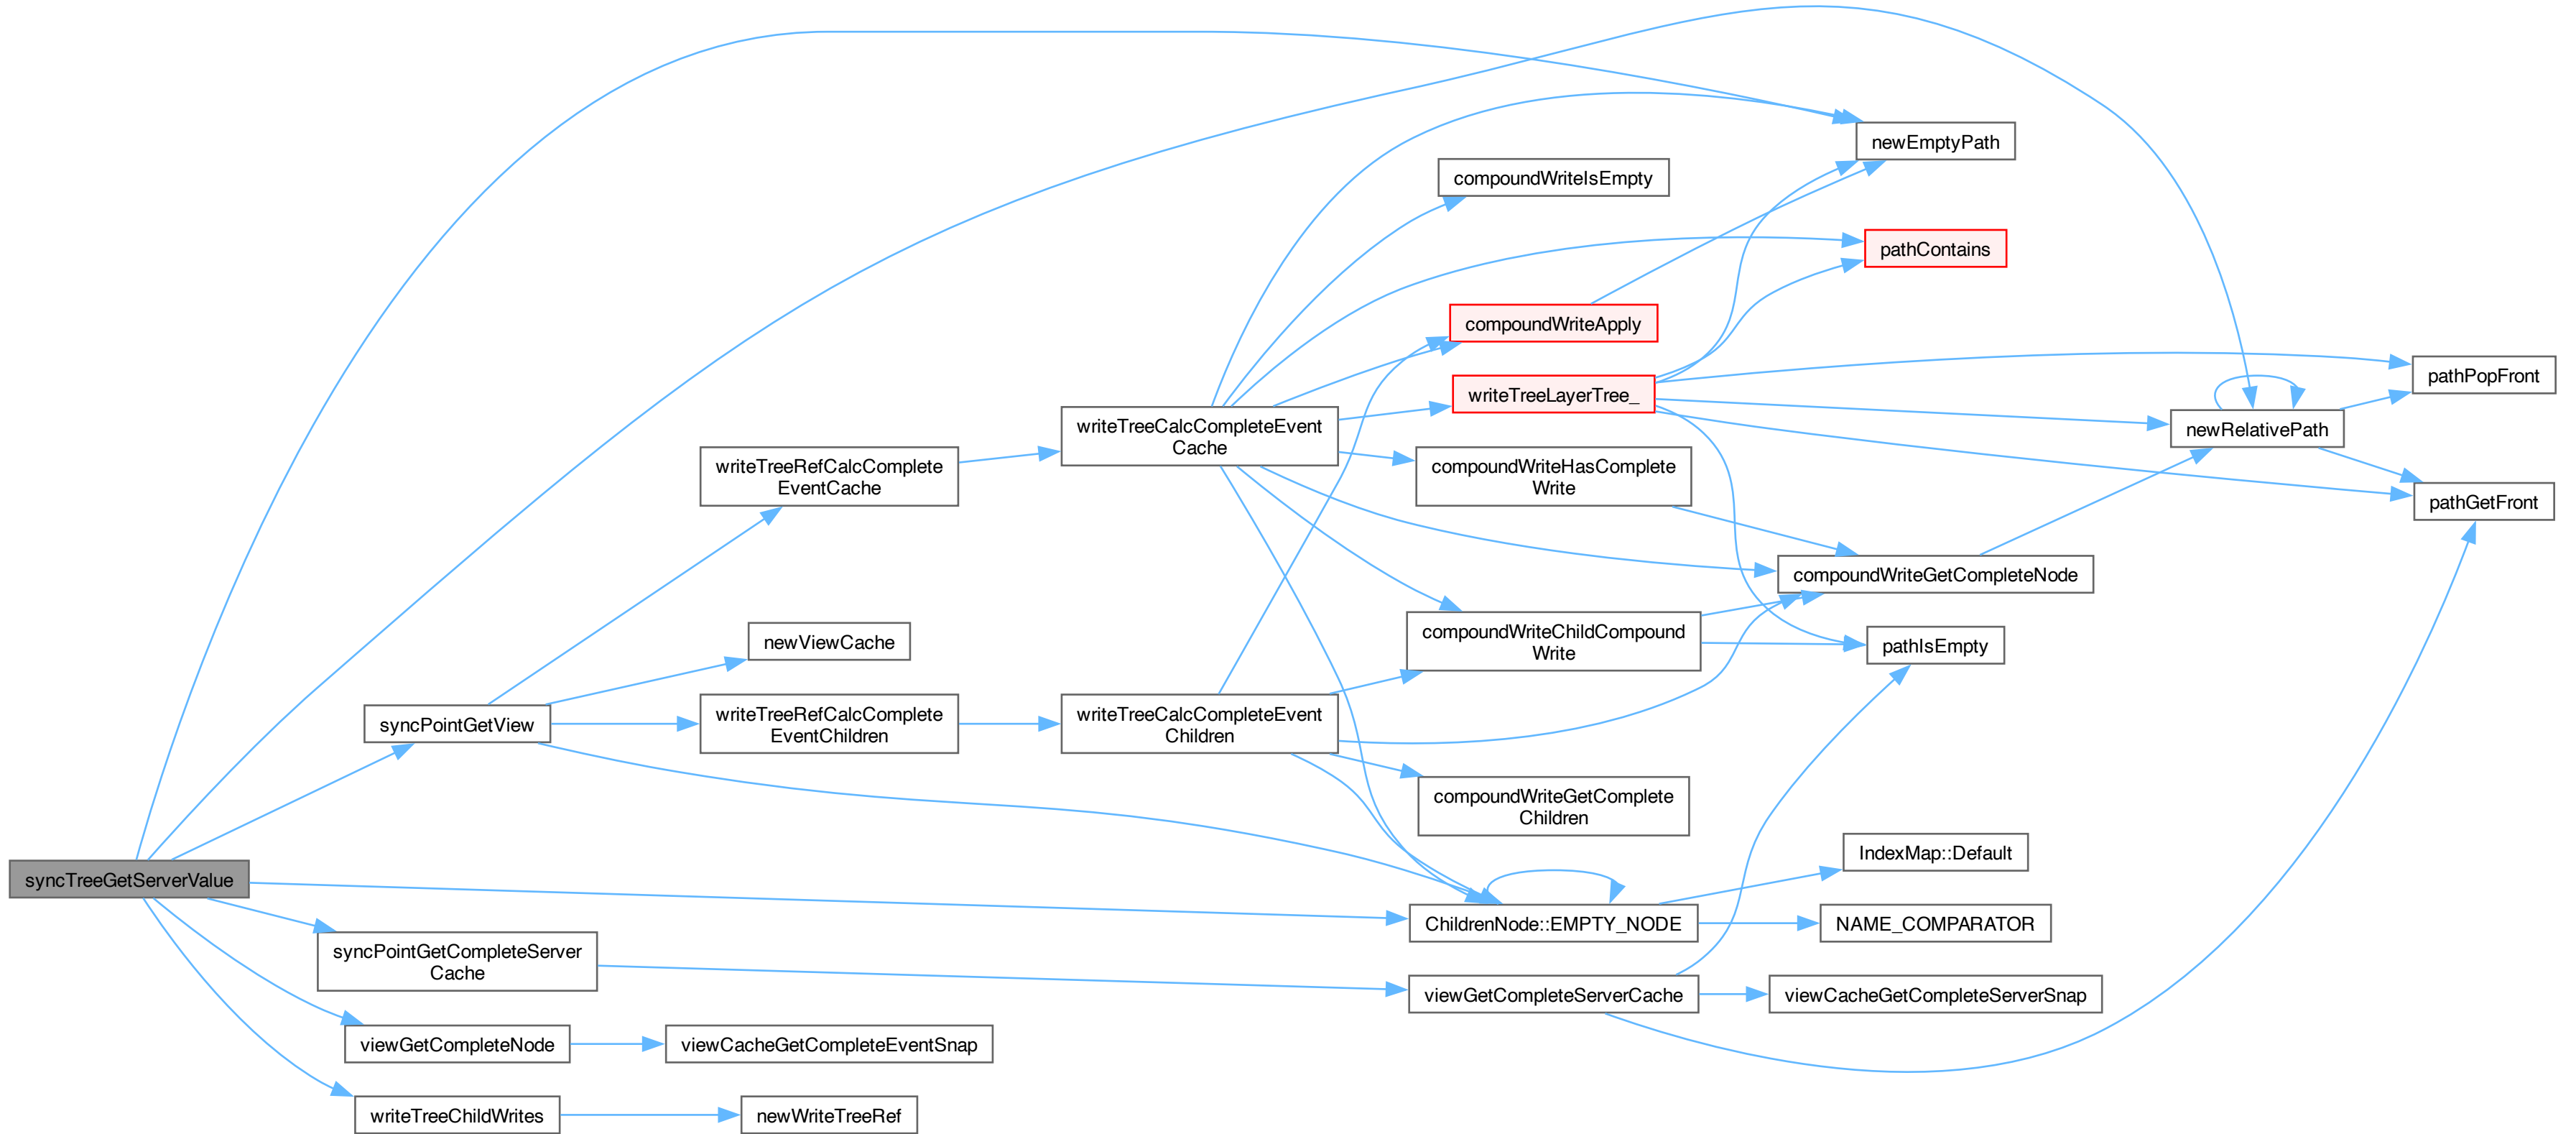 newEmptyPath
compoundWriteIsEmpty
pathContains
compoundWriteApply
pathPopFront
writeTreeLayerTree_
newRelativePath
writeTreeCalcCompleteEvent
Cache
writeTreeRefCalcComplete
EventCache
compoundWriteHasComplete
Write
pathGetFront
compoundWriteGetCompleteNode
newViewCache
compoundWriteChildCompound
Write
pathIsEmpty
syncPointGetView
writeTreeRefCalcComplete
EventChildren
writeTreeCalcCompleteEvent
Children
compoundWriteGetComplete
Children
IndexMap::Default
syncTreeGetServerValue
ChildrenNode::EMPTY_NODE
NAME_COMPARATOR
syncPointGetCompleteServer
Cache
viewGetCompleteServerCache
viewCacheGetCompleteServerSnap
viewGetCompleteNode
viewCacheGetCompleteEventSnap
writeTreeChildWrites
newWriteTreeRef